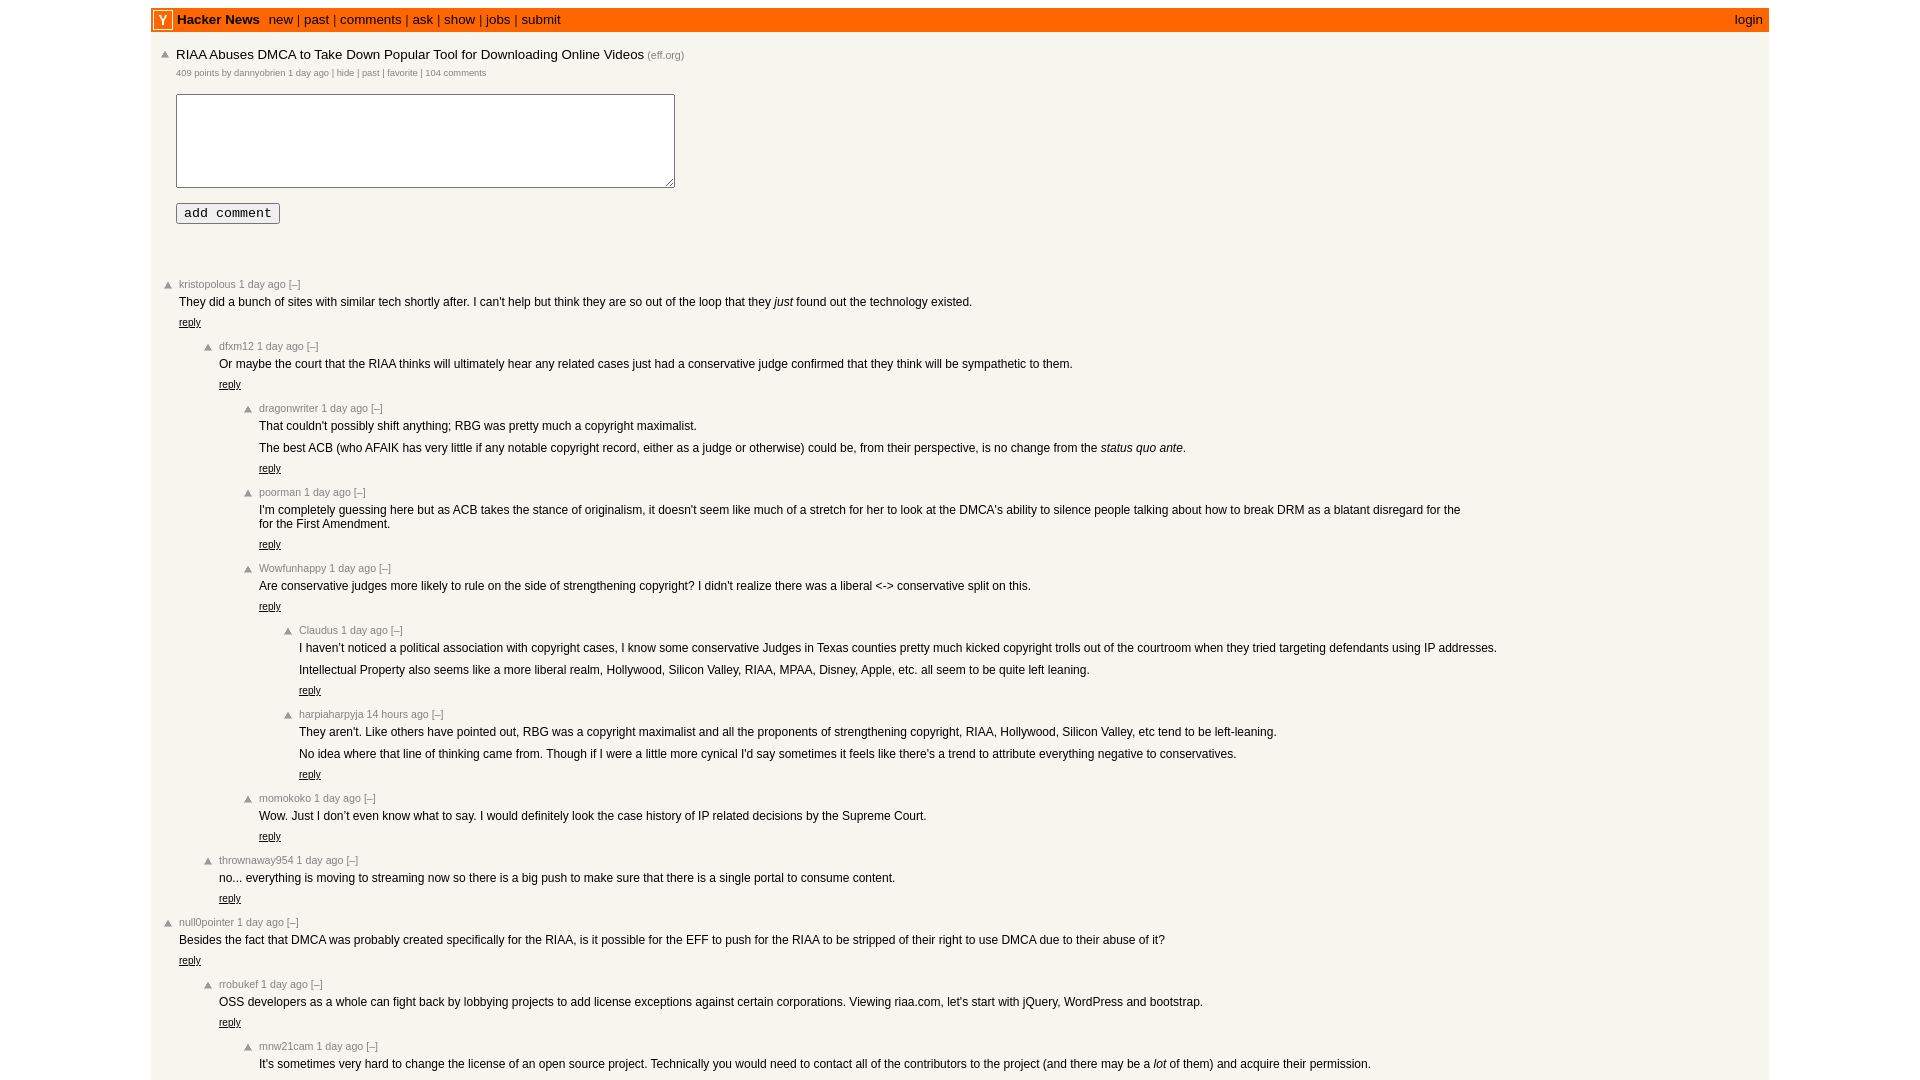 Y Hacker News new | past | comments | ask | show | jobs | submit login
RIAA Abuses DMCA to Take Down Popular Tool for Downloading Online Videos (eff.org)
409 points by dannyobrien 1 day ago | hide | past | favorite | 104 comments
add comment
kristopolous 1 day ago [–]
They did a bunch of sites with similar tech shortly after. I can't help but think they are so out of the loop that they just found out the technology existed.
reply
dfxm12 1 day ago [–]
Or maybe the court that the RIAA thinks will ultimately hear any related cases just had a conservative judge confirmed that they think will be sympathetic to them.
reply
dragonwriter 1 day ago [–]
That couldn't possibly shift anything; RBG was pretty much a copyright maximalist.
The best ACB (who AFAIK has very little if any notable copyright record, either as a judge or otherwise) could be, from their perspective, is no change from the status quo ante.
reply
poorman 1 day ago [–]
I'm completely guessing here but as ACB takes the stance of originalism, it doesn't seem like much of a stretch for her to look at the DMCA's ability to silence people talking about how to break DRM as a blatant disregard for the
for the First Amendment.
reply
Wowfunhappy 1 day ago [–]
Are conservative judges more likely to rule on the side of strengthening copyright? I didn't realize there was a liberal <-> conservative split on this.
reply
Claudus 1 day ago [–]
I haven't noticed a political association with copyright cases, I know some conservative Judges in Texas counties pretty much kicked copyright trolls out of the courtroom when they tried targeting defendants using IP addresses.
Intellectual Property also seems like a more liberal realm, Hollywood, Silicon Valley, RIAA, MPAA, Disney, Apple, etc. all seem to be quite left leaning.
reply
harpiaharpyja 14 hours ago [–]
They aren't. Like others have pointed out, RBG was a copyright maximalist and all the proponents of strengthening copyright, RIAA, Hollywood, Silicon Valley, etc tend to be left-leaning.
No idea where that line of thinking came from. Though if I were a little more cynical I'd say sometimes it feels like there's a trend to attribute everything negative to conservatives.
reply
momokoko 1 day ago [–]
Wow. Just I don’t even know what to say. I would definitely look the case history of IP related decisions by the Supreme Court.
reply
thrownaway954 1 day ago [–]
no... everything is moving to streaming now so there is a big push to make sure that there is a single portal to consume content.
reply
null0pointer 1 day ago [–]
Besides the fact that DMCA was probably created specifically for the RIAA, is it possible for the EFF to push for the RIAA to be stripped of their right to use DMCA due to their abuse of it?
reply
rrobukef 1 day ago [–]
OSS developers as a whole can fight back by lobbying projects to add license exceptions against certain corporations. Viewing riaa.com, let's start with jQuery, WordPress and bootstrap.
reply
mnw21cam 1 day ago [–]
It's sometimes very hard to change the license of an open source project. Technically you would need to contact all of the contributors to the project (and there may be a lot of them) and acquire their permission.